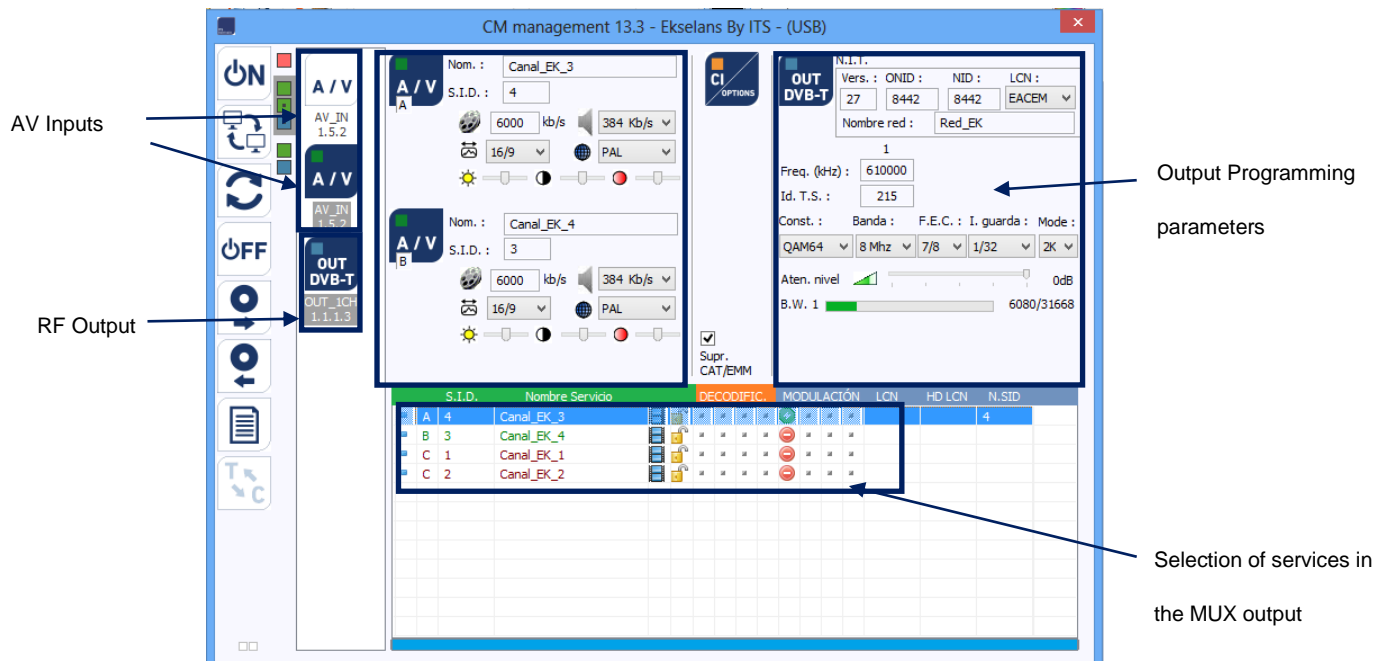 CM management 13.3 - Ekselans By ITS - (USB)
×
ON
OFF
T C
AV Inputs
RF Output
A / V
AV_IN
1.5.2
A / V
AV_IN
1.5.2
OUT
DVB-T
OUT_1CH
1.1.1.3
A / V
A
Nom. : Canal_EK_3
S.I.D. : 4
6000 kb/s 384 Kb/s
16/9 PAL
A / V
B
Nom. : Canal_EK_4
S.I.D. : 3
6000 kb/s 384 Kb/s
16/9 PAL
CI
OPTIONS
Supr.
CAT/EMM
OUT
DVB-T
N.I.T.
Vers. : ONID : NID : LCN :
27 8442 8442 EACEM
Nombre red : Red_EK
1
Freq. (kHz) : 610000
Id. T.S. : 215
Const. : Banda : F.E.C. : I. guarda : Mode :
QAM64 8 Mhz 7/8 1/32 2K
Aten. nivel 0dB
B.W. 1 6080/31668
Output Programming
parameters
S.I.D. Nombre Servicio DECODIFIC. MODULACIÓN LCN HD LCN N.SID
A 4 Canal_EK_3 4
B 3 Canal_EK_4
C 1 Canal_EK_1
C 2 Canal_EK_2
Selection of services in
the MUX output